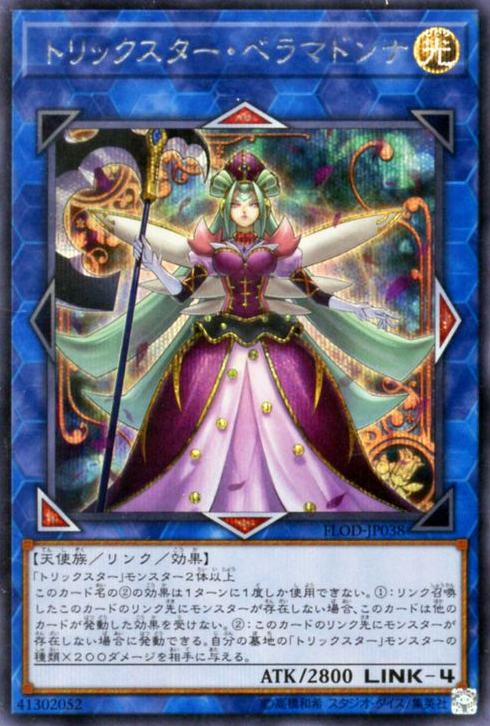 トリックスター・ベラマドンナ 光
FLOD-JP038
【天使族/リンク/効果】
「トリックスター」モンスター2体以上
このカード名の②の効果は1ターンに1度しか使用できない。①:リンク召喚
したこのカードのリンク先にモンスターが存在しない場合、このカードは他の
カードが発動した効果を受けない。②:このカードのリンク先にモンスターが
存在しない場合に発動できる。自分の墓地の「トリックスター」モンスターの
種類×200ダメージを相手に与える。
ATK/2800 LINK-4
41302052 ©高橋和希 スタジオ・ダイス/集英社